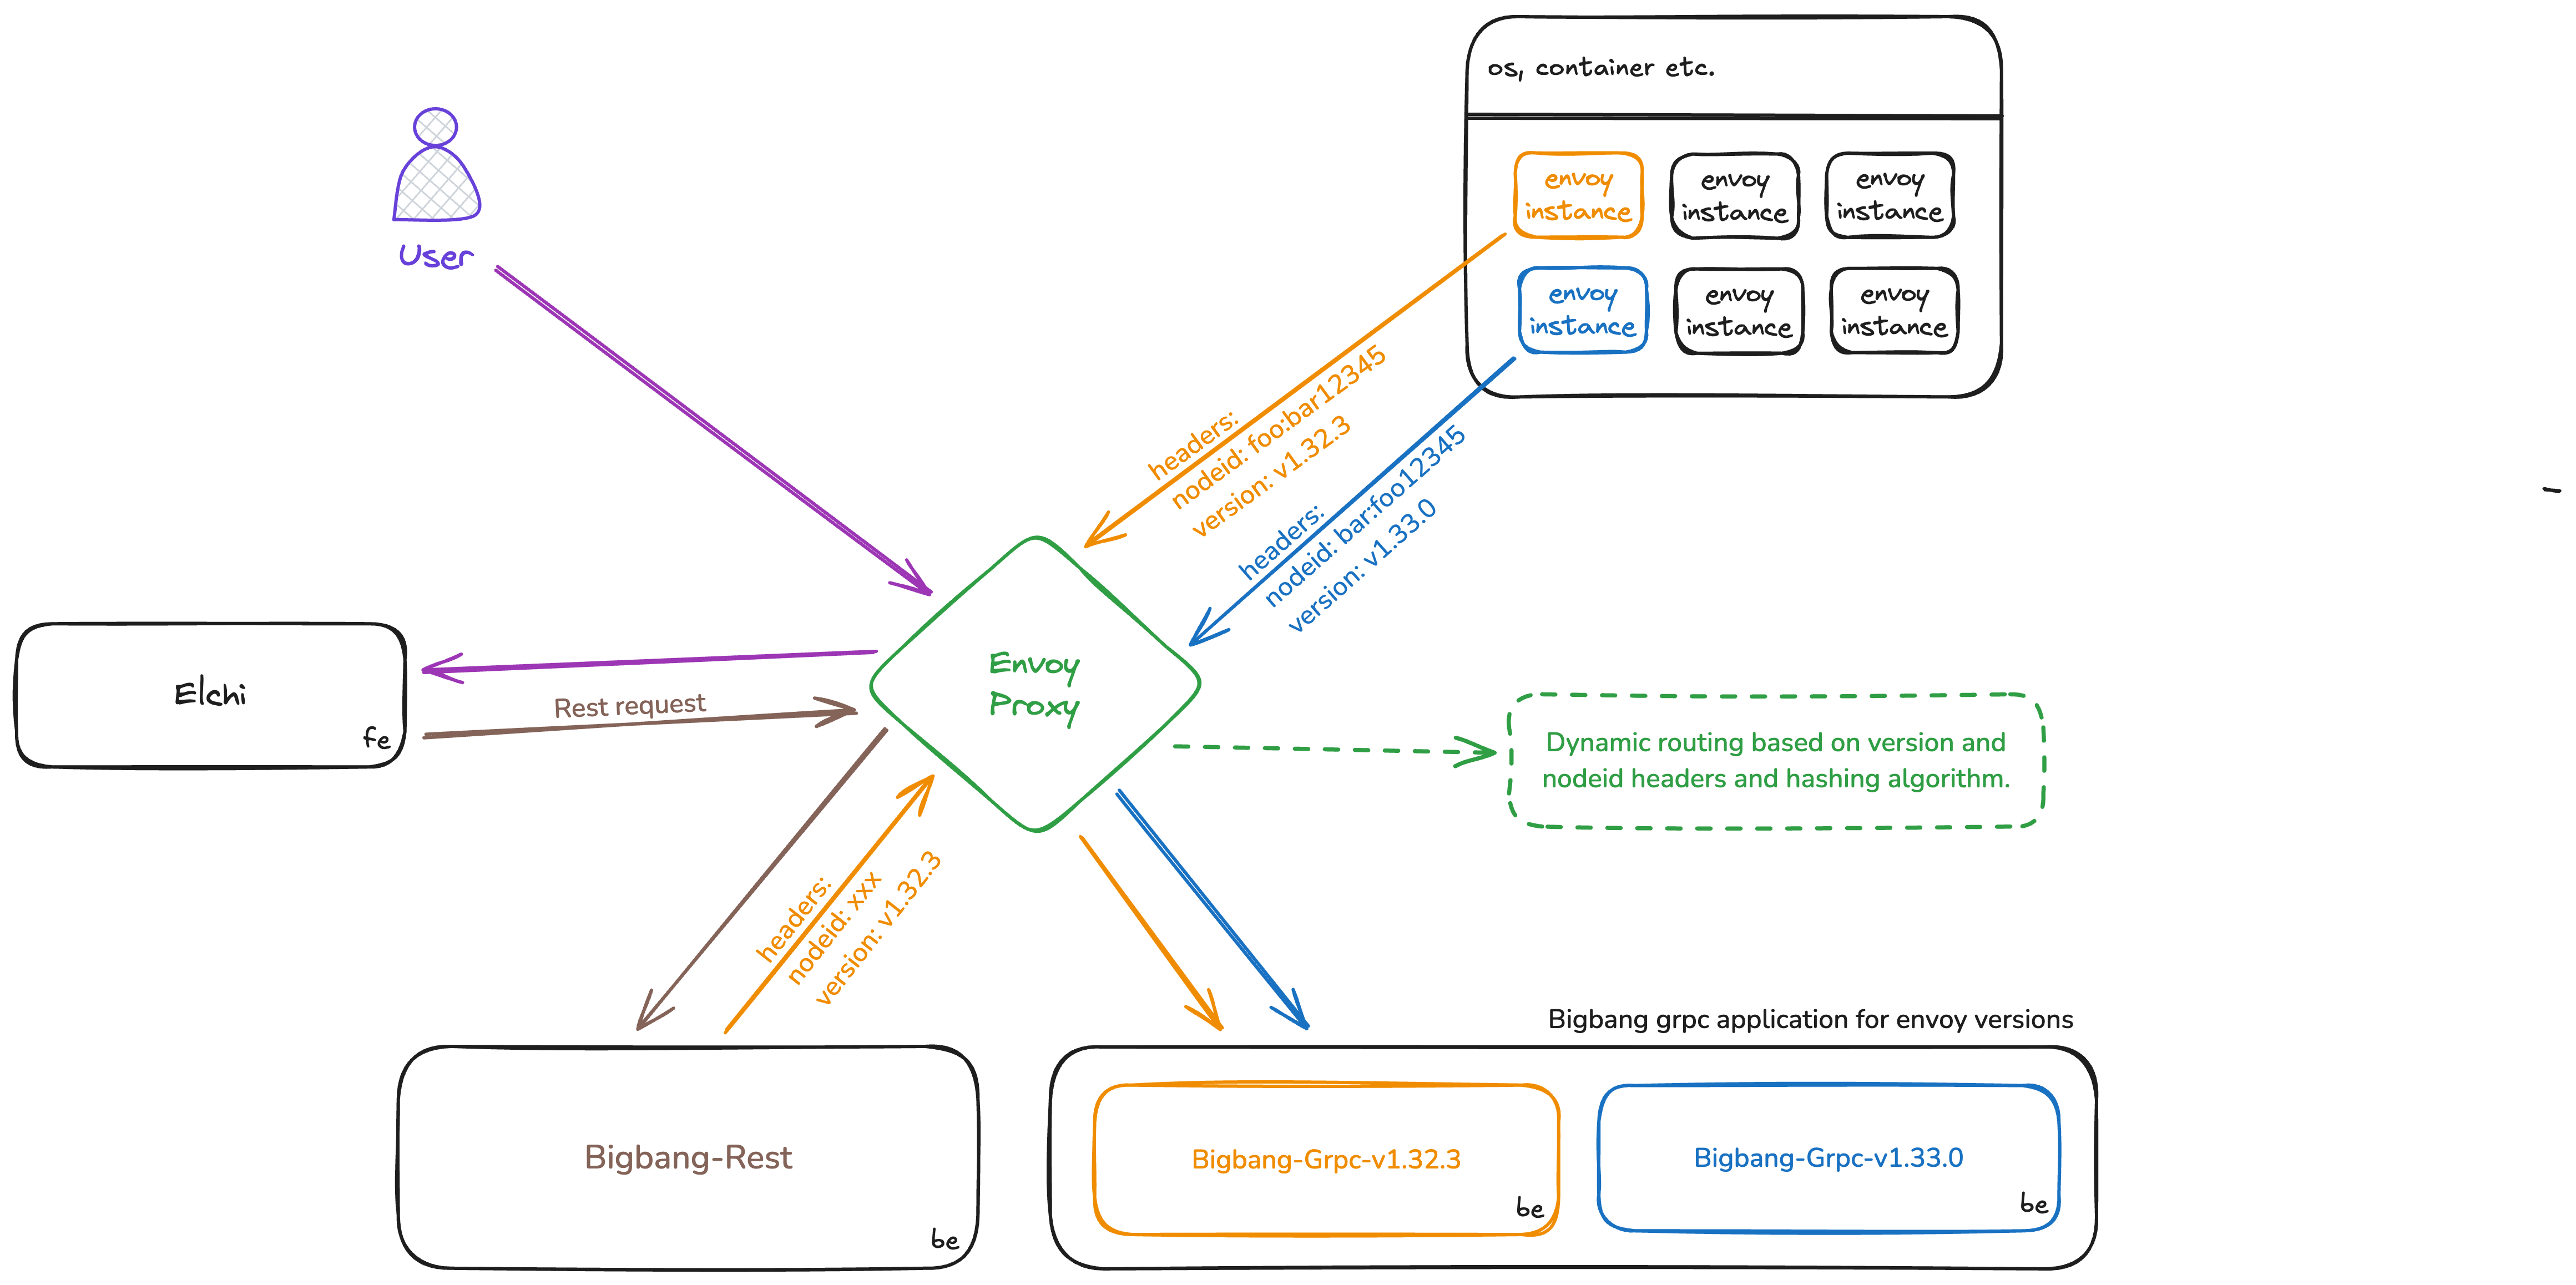 os, container etc.
envoy
instance
envoy
instance
envoy
instance
envoy
instance
envoy
instance
envoy
instance
User
headers:
nodeid: foo:bar12345
version: v1.32.3
headers:
nodeid: bar:foo12345
version: v1.33.0
Envoy
Proxy
Elchi
fe
Rest request
Dynamic routing based on version and
nodeid headers and hashing algorithm.
headers:
nodeid: xxx
version: v1.32.3
Bigbang grpc application for envoy versions
Bigbang-Rest
be
Bigbang-Grpc-v1.32.3
be
Bigbang-Grpc-v1.33.0
be